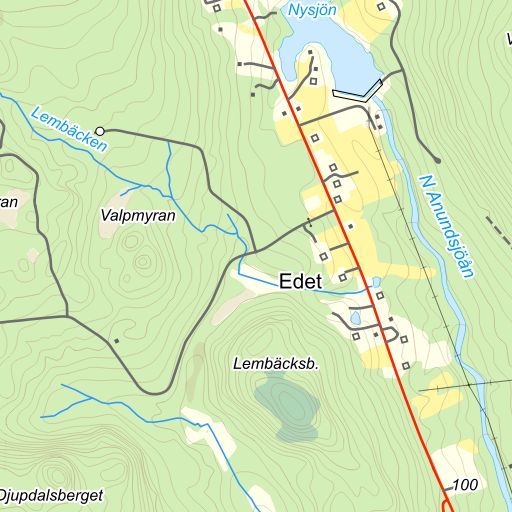 Nysjön
Lembäcken
N Anundsjöån
Valpmyran
Edet
Lembäcksb.
100
Djupdalsberget